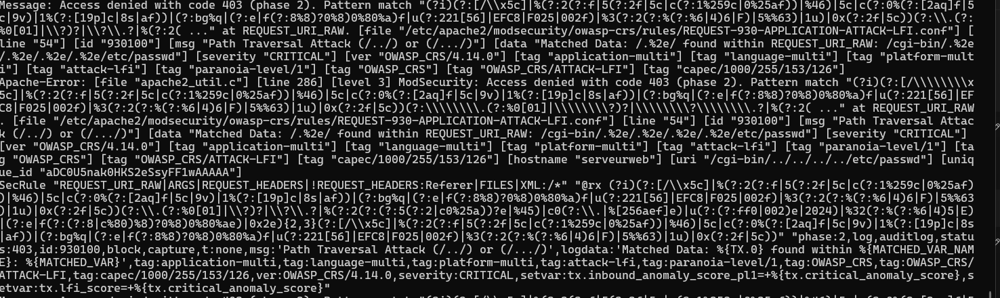 Message: Access denied with code 403 (phase 2). Pattern match "(?i)(?:[/\\x5c]|%(?:2(?:f|5(?:2f|5c|c(?:1%259c|0%25af)|%46)|5c|c(?:0%(?:[2aq]f|5
c|9v)|1%(?:[19p]c|8s|af))|(?:bg%q|(?:e|f(?:8%8)?0%8)0%80%a)f|u(?:221[56]|EFC8|F025|002f)|%3(?:2(?:%(?:%6|4)6|F)|5%%63)|1u)|0x(?:2f|5c))(?:\\.(?:
%0[01]|\\?)?|\\?\\.?|%(?:2( ..." at REQUEST_URI_RAW. [file "/etc/apache2/modsecurity/owasp-crs/rules/REQUEST-930-APPLICATION-ATTACK-LFI.conf"] [
line "54"] [id "930100"] [msg "Path Traversal Attack (/../) or (/.../)"] [data "Matched Data: /.%2e/ found within REQUEST_URI_RAW: /cgi-bin/.%2e
/.%2e/.%2e/.%2e/etc/passwd"] [severity "CRITICAL"] [ver "OWASP_CRS/4.14.0"] [tag "application-multi"] [tag "language-multi"] [tag "platform-mult
i"] [tag "attack-lfi"] [tag "paranoia-level/1"] [tag "OWASP_CRS"] [tag "OWASP_CRS/ATTACK-LFI"] [tag "capec/1000/255/153/126"]
Apache-Error: [file "apache2_util.c"] [line 286] [level 3] ModSecurity: Access denied with code 403 (phase 2). Pattern match "(?i)(?:[/\\\\\\\\x
5c]|%(?:2(?:f|5(?:2f|5c|c(?:1%259c|0%25af)|%46)|5c|c(?:0%(?:[2aq]f|5c|9v)|1%(?:[19p]c|8s|af))|(?:bg%q|(?:e|f(?:8%8)?0%8)0%80%a)f|u(?:221[56]|EF
C8|F025|002f)|%3(?:2(?:%(?:%6|4)6|F)|5%%63)|1u)|0x(?:2f|5c))(?:\\\\\\\\.(?:%0[01]|\\\\\\\\?)?|\\\\\\\\?\\\\\\\\.?|%(?:2( ..." at REQUEST_URI_RAW
. [file "/etc/apache2/modsecurity/owasp-crs/rules/REQUEST-930-APPLICATION-ATTACK-LFI.conf"] [line "54"] [id "930100"] [msg "Path Traversal Attac
k (/../) or (/.../)"] [data "Matched Data: /.%2e/ found within REQUEST_URI_RAW: /cgi-bin/.%2e/.%2e/.%2e/.%2e/etc/passwd"] [severity "CRITICAL"]
[ver "OWASP_CRS/4.14.0"] [tag "application-multi"] [tag "language-multi"] [tag "platform-multi"] [tag "attack-lfi"] [tag "paranoia-level/1"] [ta
g "OWASP_CRS"] [tag "OWASP_CRS/ATTACK-LFI"] [tag "capec/1000/255/153/126"] [hostname "serveurweb"] [uri "/cgi-bin/../../../../etc/passwd"] [uniq
ue_id "aDC0U5nak0HKS2eSsyFF1wAAAAA"]
SecRule "REQUEST_URI_RAW|ARGS|REQUEST_HEADERS|!REQUEST_HEADERS:Referer|FILES|XML:/*" "@rx (?i)(?:[/\\x5c]|%(?:2(?:f|5(?:2f|5c|c(?:1%259c|0%25af)
)|%46)|5c|c(?:0%(?:[2aq]f|5c|9v)|1%(?:[19p]c|8s|af))|(?:bg%q|(?:e|f(?:8%8)?0%8)0%80%a)f|u(?:221[56]|EFC8|F025|002f)|%3(?:2(?:%(?:%6|4)6|F)|5%%63
)|1u)|0x(?:2f|5c))(?:\\.(?:%0[01]|\\?)?|\\?\\.?|%(?:2(?:(?:5(?:2|c0%25a))?e|%45)|c0(?:\\.|%[256aef]e)|u(?:(?:ff0|002)e|2024)|%32(?:%(?:%6|4)5|E)
|(?:e|f(?:(?:8|c%80)%8)?0%8)0%80%ae)|0x2e){2,3}(?:[/\\x5c]|%(?:2(?:f|5(?:2f|5c|c(?:1%259c|0%25af))|%46)|5c|c(?:0%(?:[2aq]f|5c|9v)|1%(?:[19p]c|8s
|af))|(?:bg%q|(?:e|f(?:8%8)?0%8)0%80%a)f|u(?:221[56]|EFC8|F025|002f)|%3(?:2(?:%(?:%6|4)6|F)|5%%63)|1u)|0x(?:2f|5c))" "phase:2,log,auditlog,statu
s:403,id:930100,block,capture,t:none,msg:'Path Traversal Attack (/../) or (/.../)',logdata:'Matched Data: %{TX.0} found within %{MATCHED_VAR_NAM
E}: %{MATCHED_VAR}',tag:application-multi,tag:language-multi,tag:platform-multi,tag:attack-lfi,tag:paranoia-level/1,tag:OWASP_CRS,tag:OWASP_CRS/
ATTACK-LFI,tag:capec/1000/255/153/126,ver:OWASP_CRS/4.14.0,severity:CRITICAL,setvar:tx.inbound_anomaly_score_pl1=+%{tx.critical_anomaly_score},s
etvar:tx.lfi_score=+%{tx.critical_anomaly_score}"